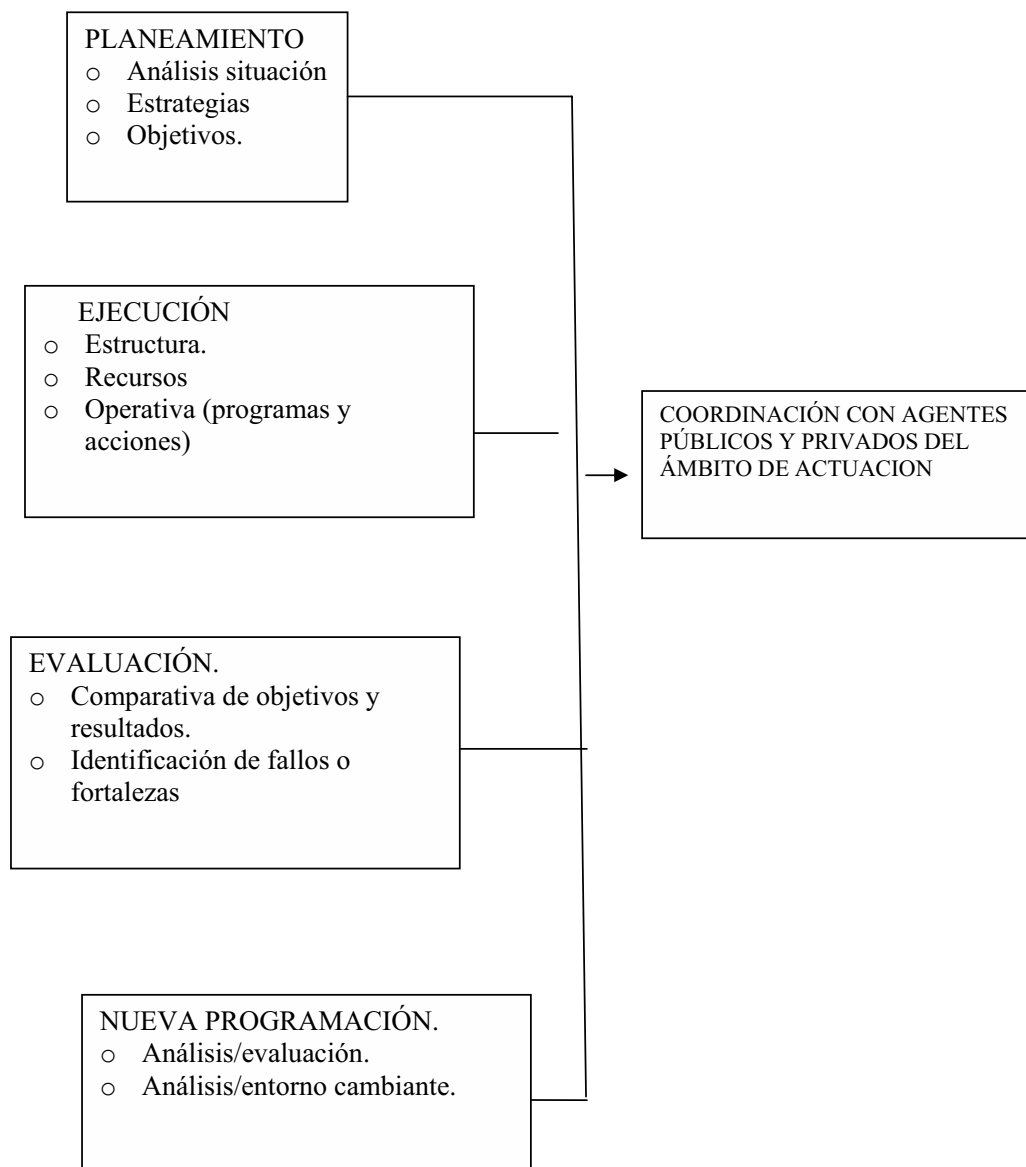 PLANEAMIENTO
o Análisis situación
o Estrategias
o Objetivos.
EJECUCIÓN
o Estructura.
o Recursos
o Operativa (programas y
acciones)
COORDINACIÓN CON AGENTES
PÚBLICOS Y PRIVADOS DEL
ÁMBITO DE ACTUACION
EVALUACIÓN.
o Comparativa de objetivos y
resultados.
o Identificación de fallos o
fortalezas
NUEVA PROGRAMACIÓN.
o Análisis/evaluación.
o Análisis/entorno cambiante.